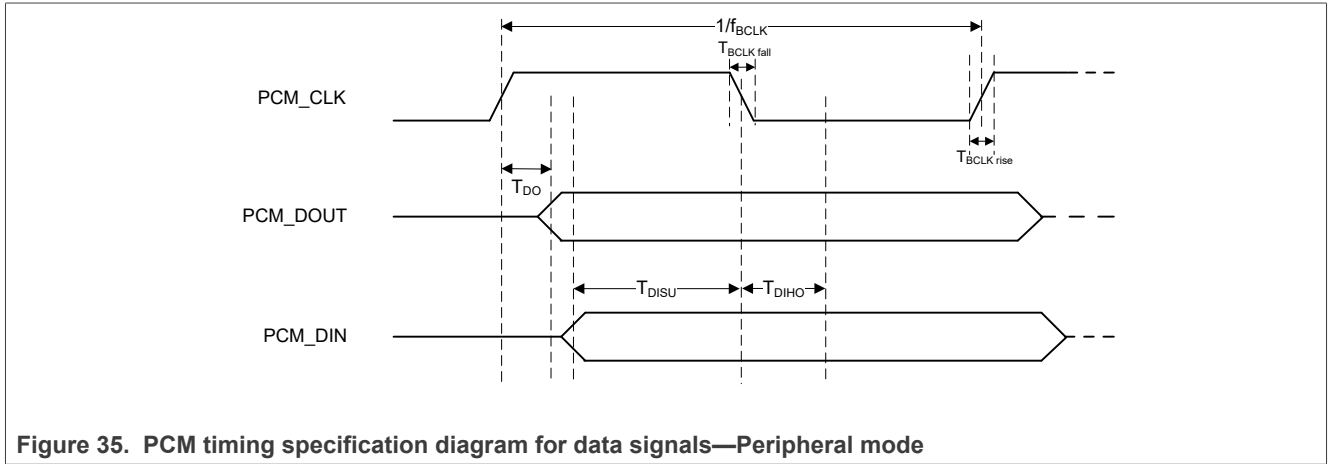 1/fBCLK
TBCLK fall
PCM_CLK
TBCLK rise
TDO
PCM_DOUT
TDISU
TDIHO
PCM_DIN
Figure 35. PCM timing specification diagram for data signals—Peripheral mode